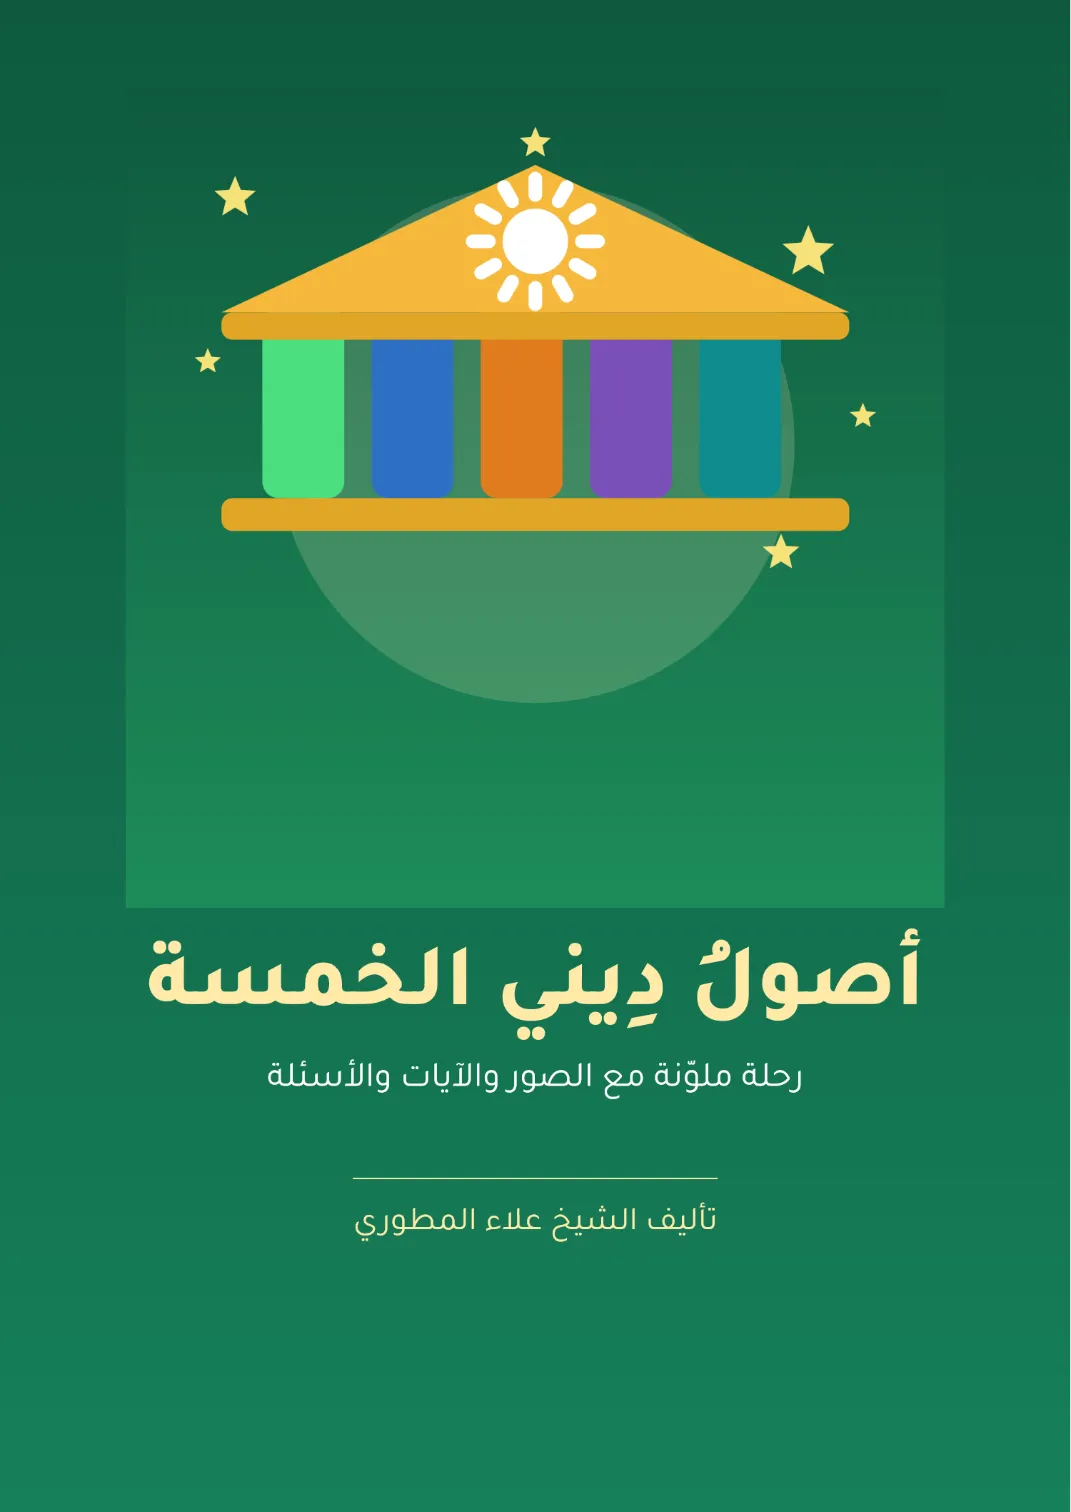 أصولُ دِيني الخمسة
رحلة ملوّنة مع الصور والآيات والأسئلة
تأليف الشيخ علاء المطوري